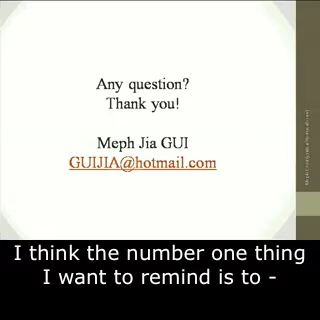 Any question?
Thank you!
Meph Jia GUI
GUIJIA@hotmail.com
I think the number one thing
I want to remind is to -